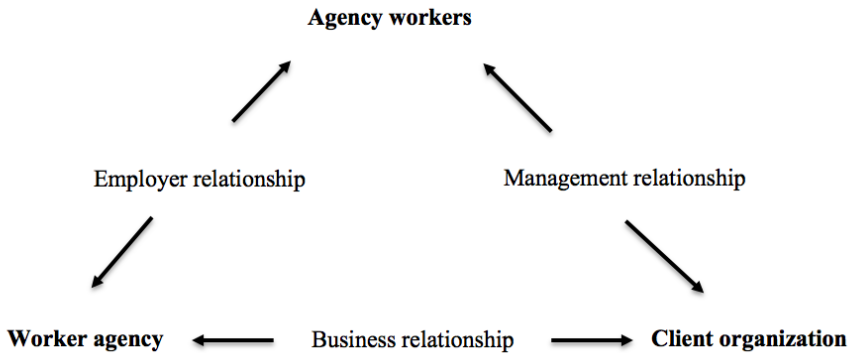 Agency workers
Employer relationship
Management relationship
Worker agency
Business relationship
Client organization